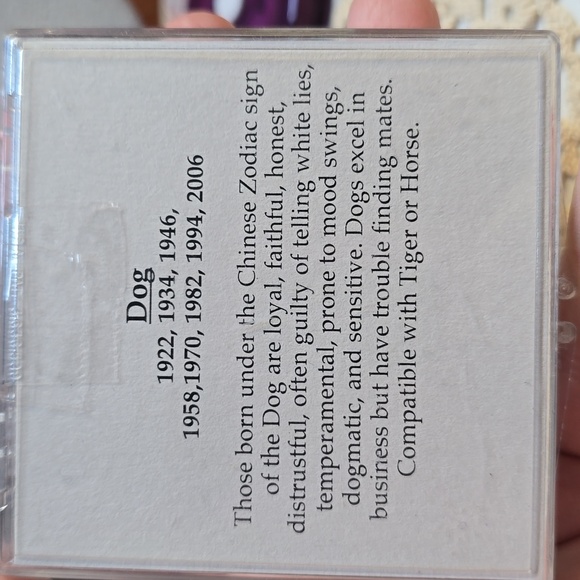 Dog
1922, 1934, 1946,
1958,1970, 1982, 1994, 2006
Those born under the Chinese Zodiac sign
of the Dog are loyal, faithful, honest,
distrustful, often guilty of telling white lies,
temperamental, prone to mood swings,
dogmatic, and sensitive. Dogs excel in
business but have trouble finding mates.
Compatible with Tiger or Horse.